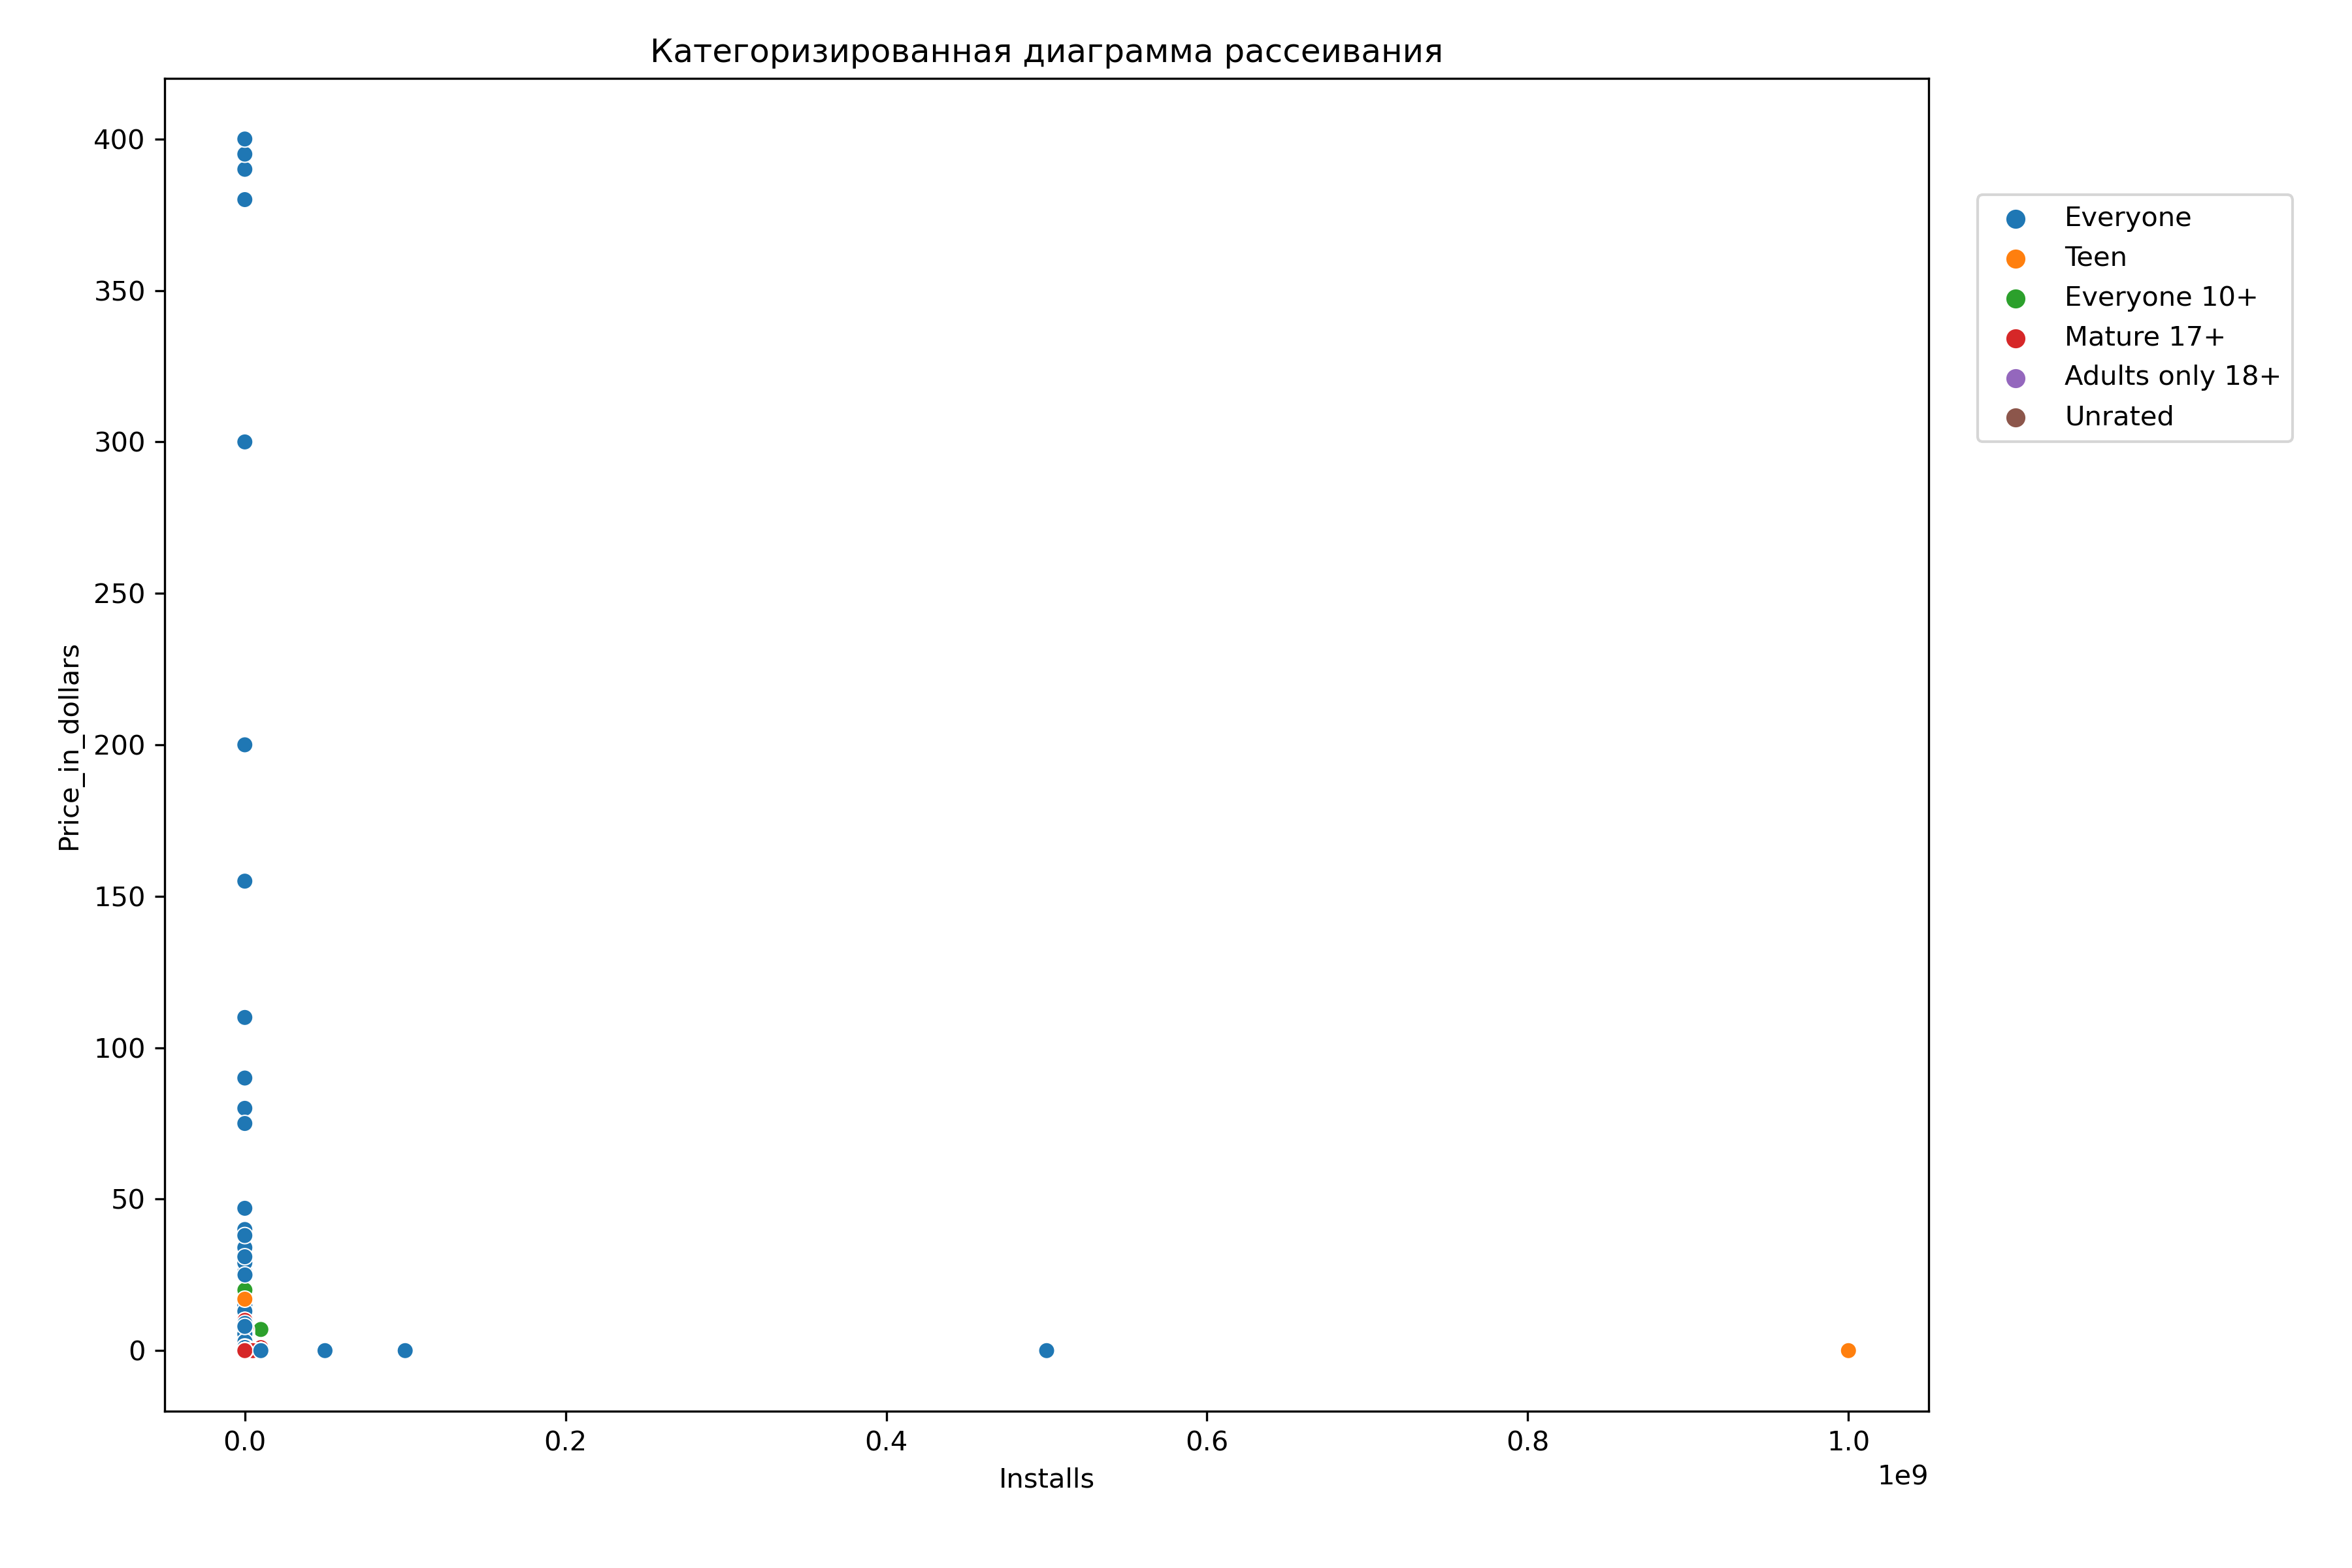 Категоризированная диаграмма рассеивания
400
350
300
250
200
150
100
50
0
Price_in_dollars
0.0 0.2 0.4 0.6 0.8 1.0
1e9
Installs
Everyone
Teen
Everyone 10+
Mature 17+
Adults only 18+
Unrated